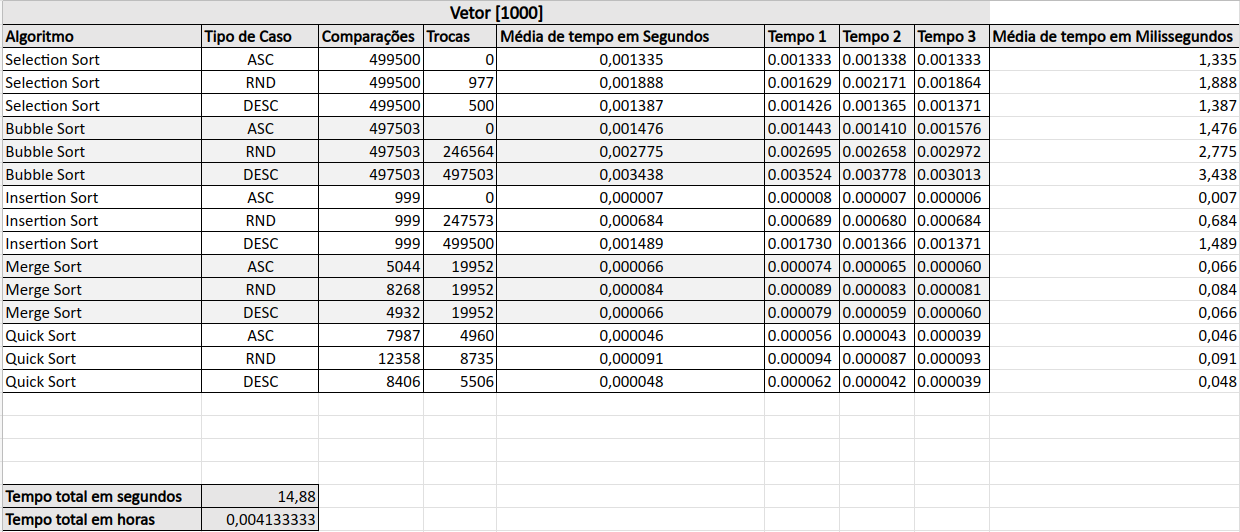 Vetor [1000]
Algoritmo Tipo de Caso Comparações Trocas Média de tempo em Segundos Tempo 1 Tempo 2 Tempo 3 Média de tempo em Milissegundos
Selection Sort ASC 499500 0 0,001335 0.001333 0.001338 0.001333 1,335
Selection Sort RND 499500 977 0,001888 0.001629 0.002171 0.001864 1,888
Selection Sort DESC 499500 500 0,001387 0.001426 0.001365 0.001371 1,387
Bubble Sort ASC 497503 0 0,001476 0.001443 0.001410 0.001576 1,476
Bubble Sort RND 497503 246564 0,002775 0.002695 0.002658 0.002972 2,775
Bubble Sort DESC 497503 497503 0,003438 0.003524 0.003778 0.003013 3,438
Insertion Sort ASC 999 0 0,000007 0.000008 0.000007 0.000006 0,007
Insertion Sort RND 999 247573 0,000684 0.000689 0.000680 0.000684 0,684
Insertion Sort DESC 999 499500 0,001489 0.001730 0.001366 0.001371 1,489
Merge Sort ASC 5044 19952 0,000066 0.000074 0.000065 0.000060 0,066
Merge Sort RND 8268 19952 0,000084 0.000089 0.000083 0.000081 0,084
Merge Sort DESC 4932 19952 0,000066 0.000079 0.000059 0.000060 0,066
Quick Sort ASC 7987 4960 0,000046 0.000056 0.000043 0.000039 0,046
Quick Sort RND 12358 8735 0,000091 0.000094 0.000087 0.000093 0,091
Quick Sort DESC 8406 5506 0,000048 0.000062 0.000042 0.000039 0,048
Tempo total em segundos 14,88
Tempo total em horas 0,004133333